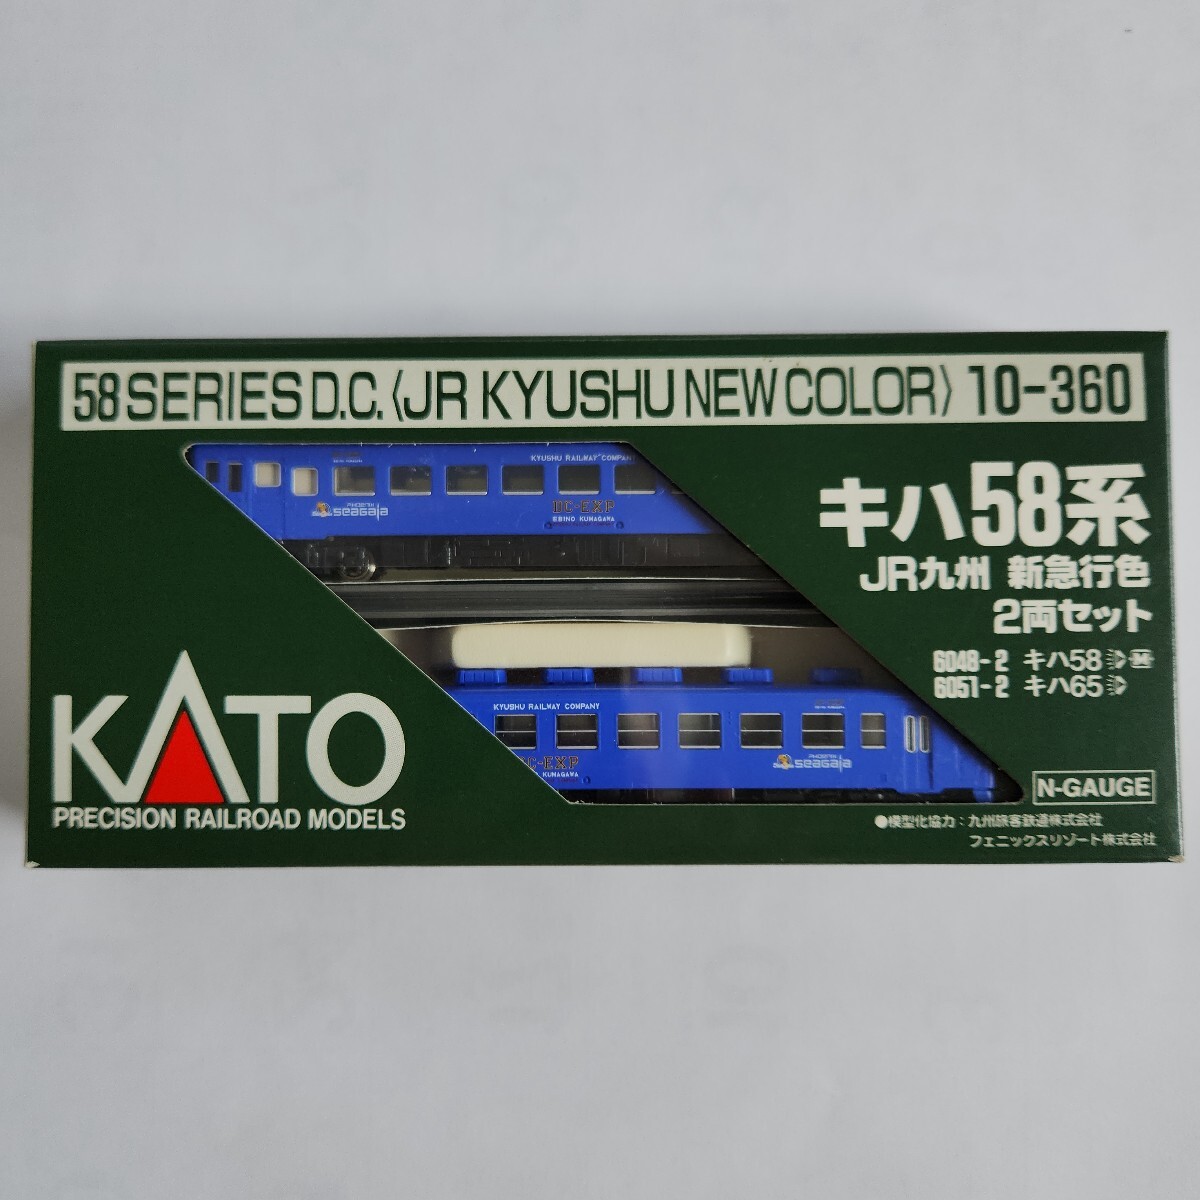 58 SERIES D.C.〈JR KYUSHU NEW COLOR〉 10-360
キハ58系
JR九州 新急行色
2両セット
6048-2 キハ58 M
6051-2 キハ65
KYUSHU RAILWAY COMPANY
PHOENIX
seagaia
DC-EXP
EBINO KUMAGAWA
KYUSHU RAILWAY COMPANY
C-EXP
KUMAGAWA
PHOENIX
seagaia
KATO
PRECISION RAILROAD MODELS
N-GAUGE
●模型化協力：九州旅客鉄道株式会社
フェニックスリゾート株式会社